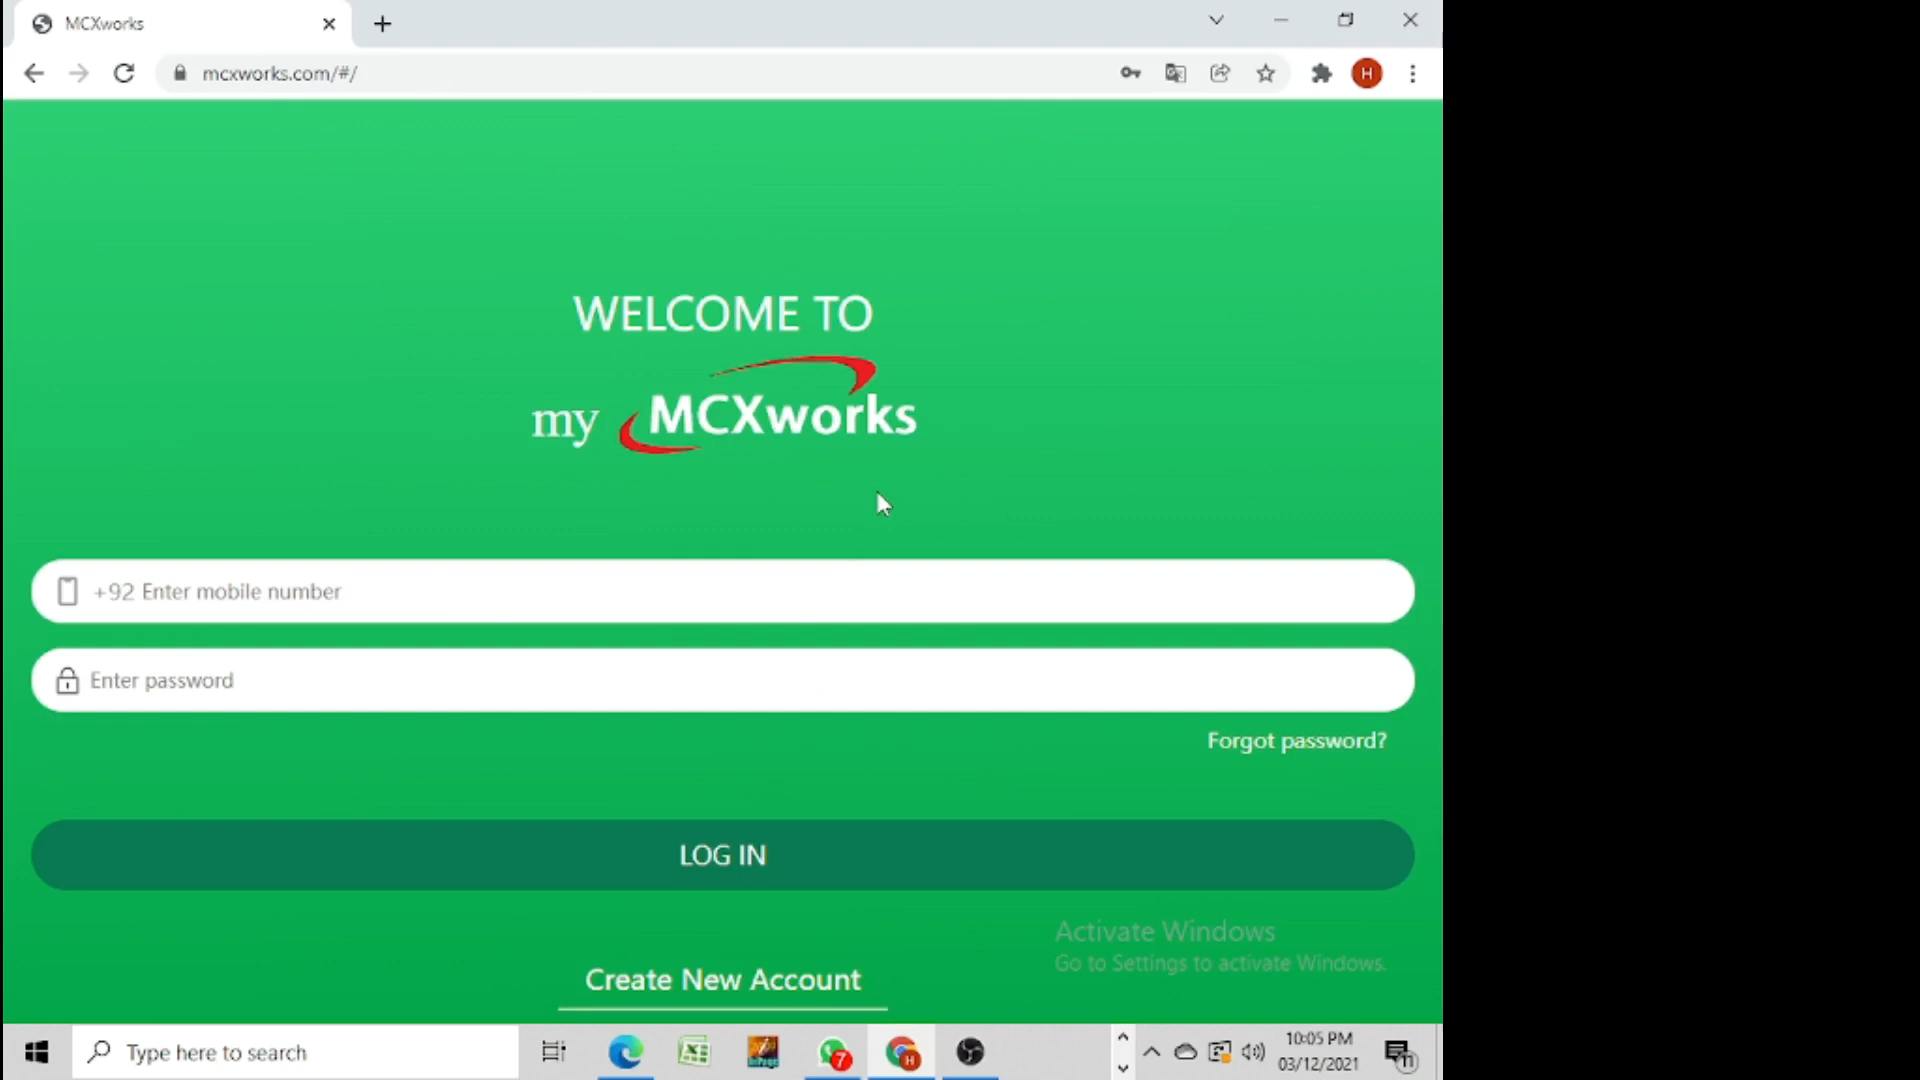 MCXworks
mcxworks.com/#/
H
WELCOME TO
my MCXworks
+92 Enter mobile number
Enter password
Forgot password?
LOG IN
Activate Windows
Go to Settings to activate Windows.
Create New Account
Type here to search
7
H
10:05 PM
03/12/2021
11